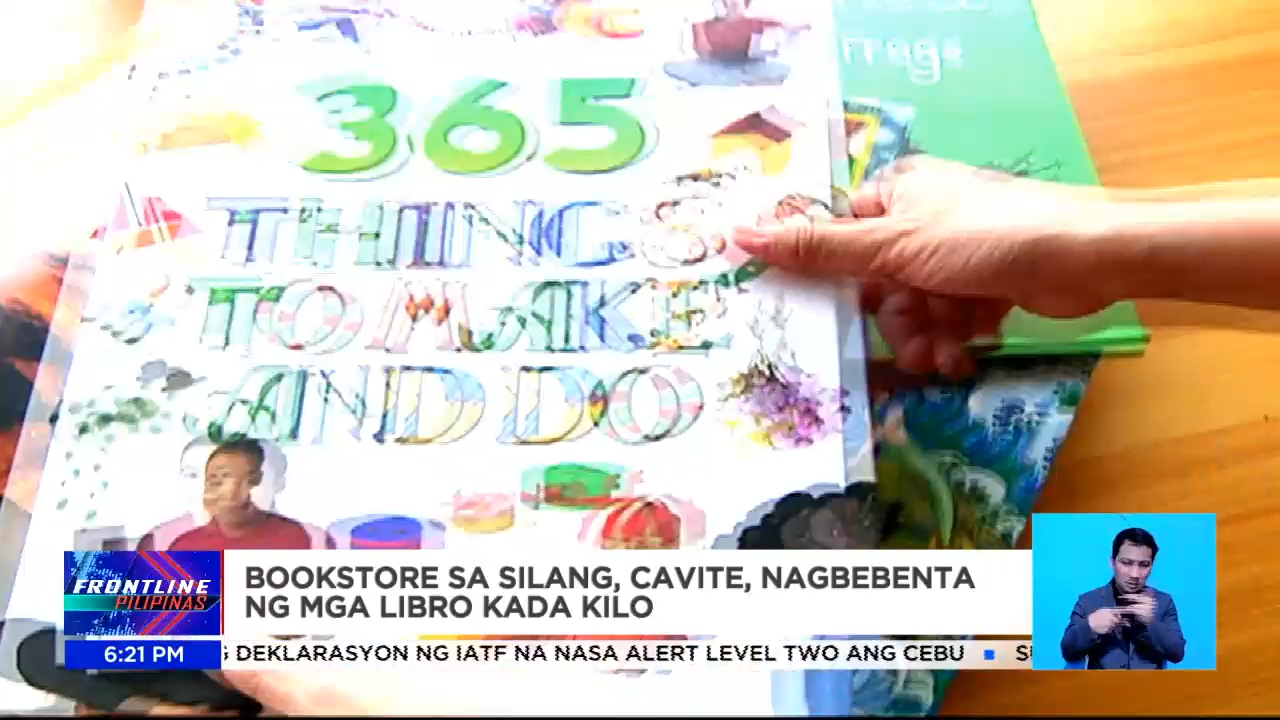 Frogs
365
THINGS
TO MAKE
AND DO
FRONTLINE
PILIPINAS
BOOKSTORE SA SILANG, CAVITE, NAGBEBENTA
NG MGA LIBRO KADA KILO
6:21 PM
DEKLARASYON NG IATF NA NASA ALERT LEVEL TWO ANG CEBU